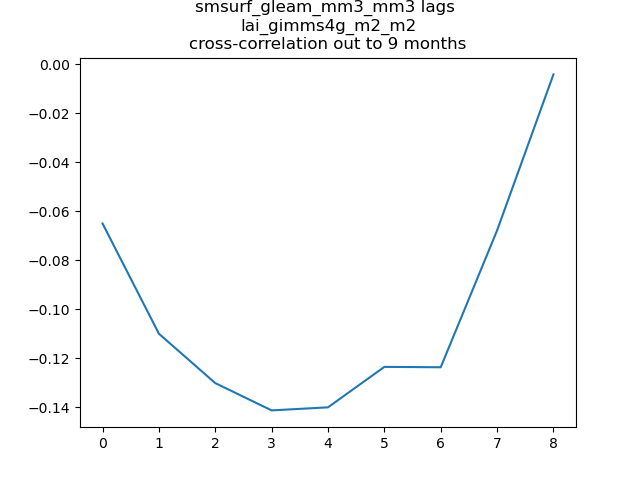 smsurf_gleam_mm3_mm3 lags
lai_gimms4g_m2_m2
cross-correlation out to 9 months
0.00
−0.02
−0.04
−0.06
−0.08
−0.10
−0.12
−0.14
0 1 2 3 4 5 6 7 8